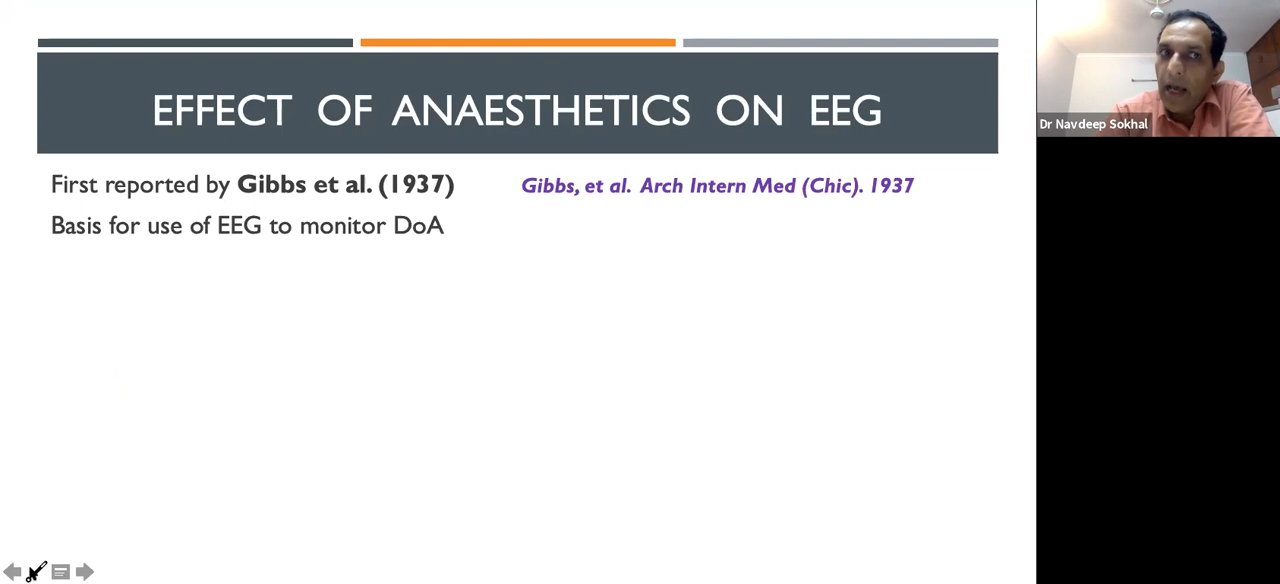 EFFECT OF ANAESTHETICS ON EEG
First reported by Gibbs et al. (1937) Gibbs, et al. Arch Intern Med (Chic). 1937
Basis for use of EEG to monitor DoA
Dr Navdeep Sokhal